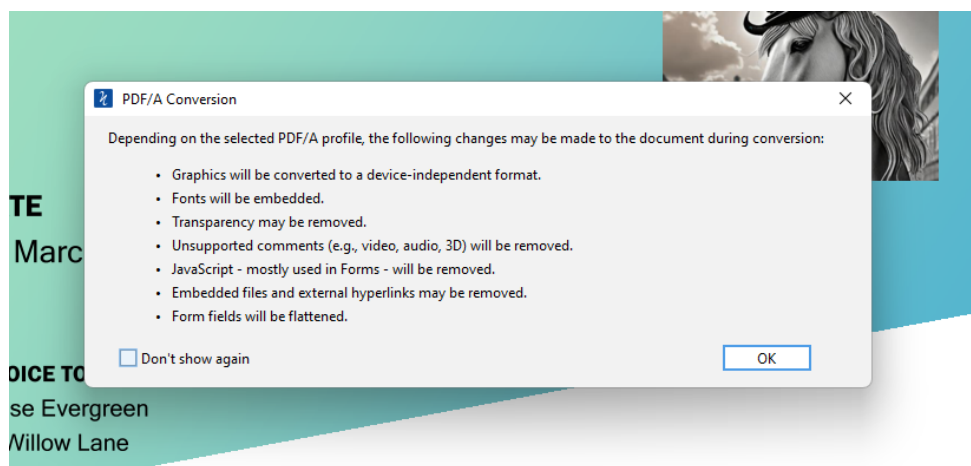 PDF/A Conversion
Depending on the selected PDF/A profile, the following changes may be made to the document during conversion:
• Graphics will be converted to a device-independent format.
• Fonts will be embedded.
• Transparency may be removed.
• Unsupported comments (e.g., video, audio, 3D) will be removed.
• JavaScript - mostly used in Forms - will be removed.
• Embedded files and external hyperlinks may be removed.
• Form fields will be flattened.
Don't show again
OK
TE
Marc
OICE TO
se Evergreen
Willow Lane